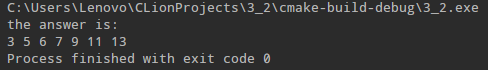 C:\Users\Lenovo\CLionProjects\3_2\cmake-build-debug\3_2.exe
the answer is:
3 5 6 7 9 11 13
Process finished with exit code 0